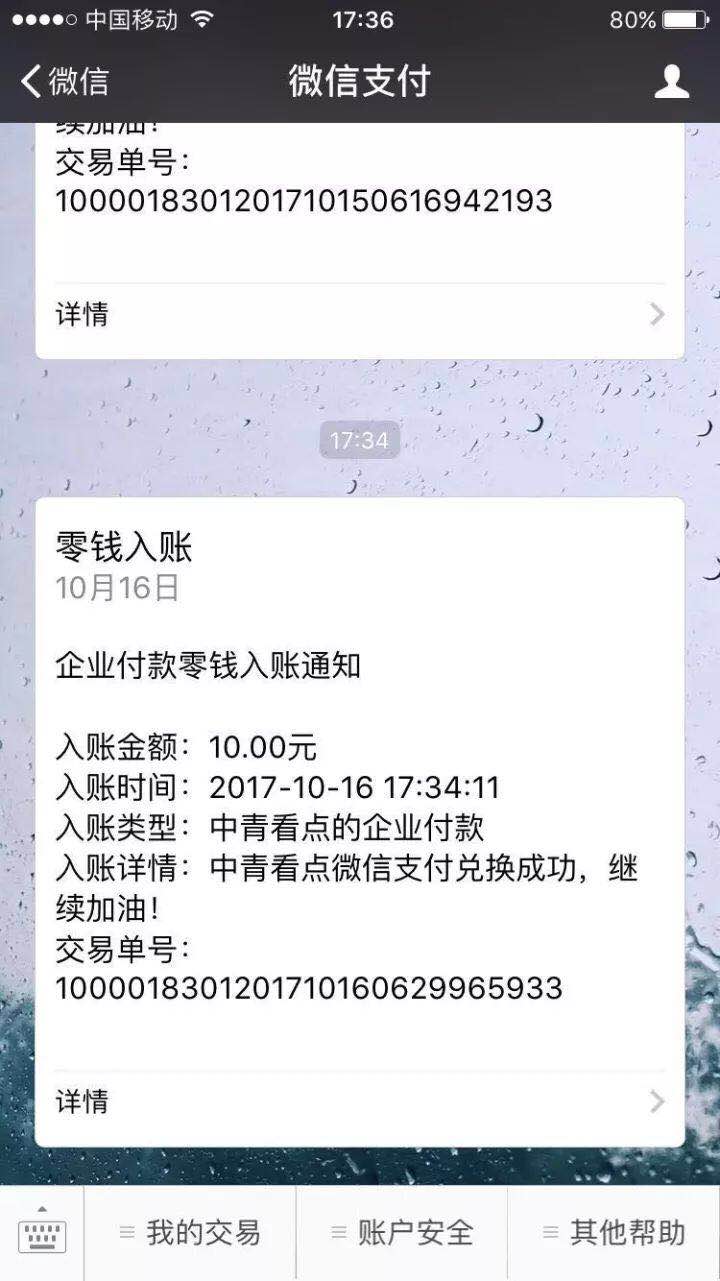 中国移动
17:36
80%
微信
微信支付
续加油!
交易单号:
1000018301201710150616942193
详情
17:34
零钱入账
10月16日
企业付款零钱入账通知
入账金额: 10.00元
入账时间: 2017-10-16 17:34:11
入账类型: 中青看点的企业付款
入账详情: 中青看点微信支付兑换成功, 继
续加油!
交易单号:
1000018301201710160629965933
详情
我的交易
账户安全
其他帮助